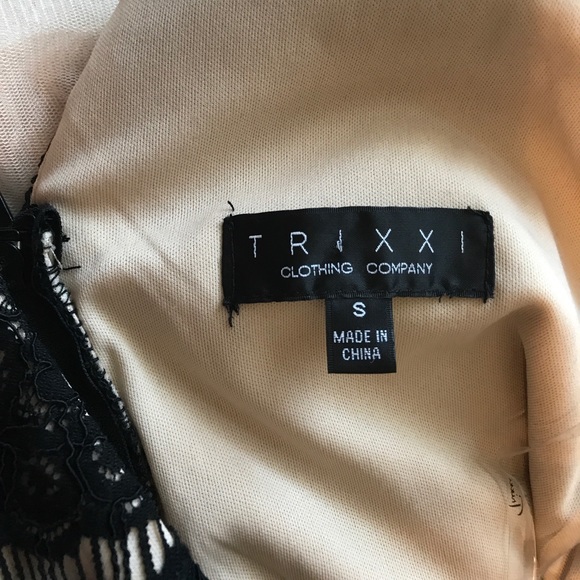 TRIXXI
CLOTHING COMPANY
S
MADE IN
CHINA